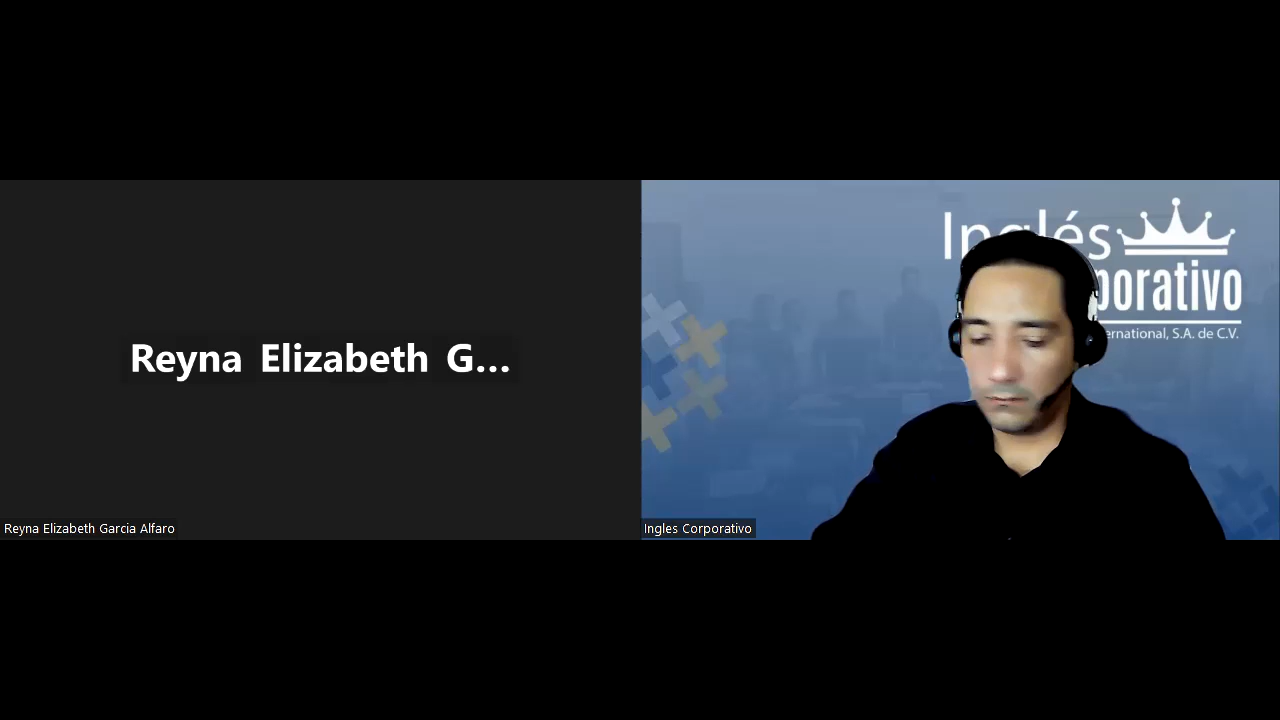 Reyna Elizabeth G...
Reyna Elizabeth Garcia Alfaro
Inglés
porativo
ernational, S.A. de C.V.
Ingles Corporativo